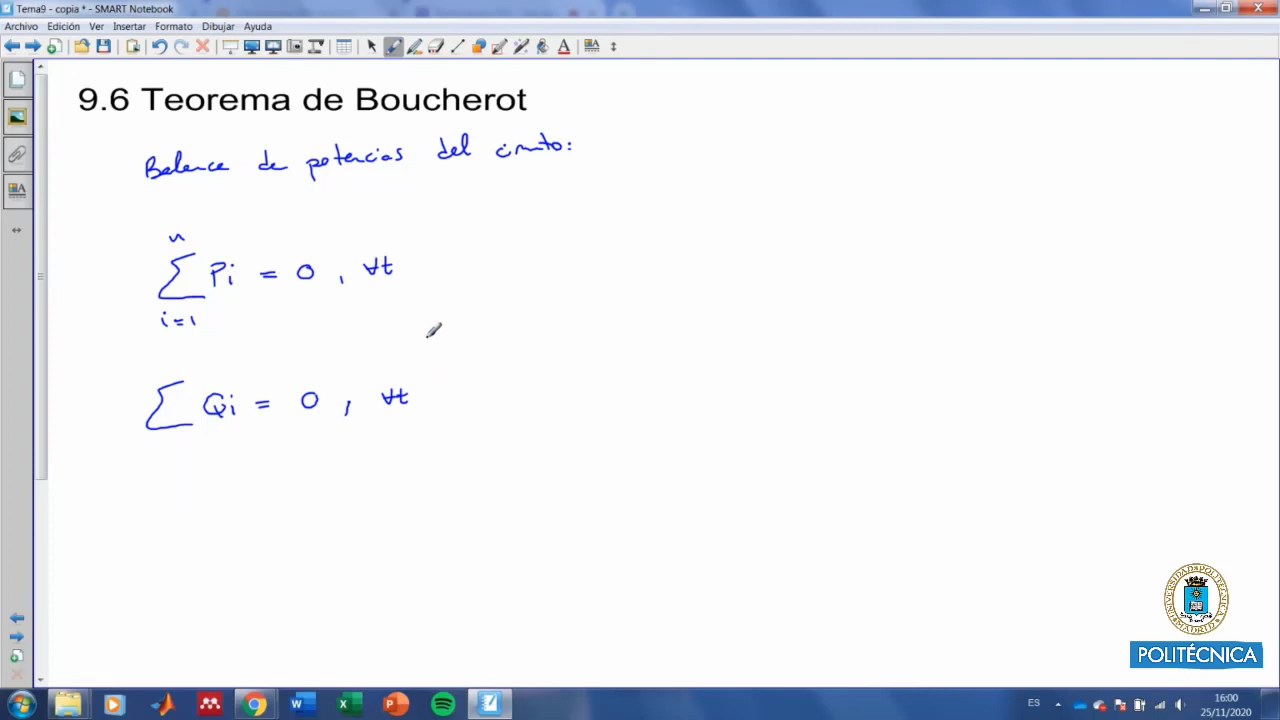 Tema9 - copia * - SMART Notebook
Archivo Edición Ver Insertar Formato Dibujar Ayuda
9.6 Teorema de Boucherot
Balance de potencias del circuito:
n
∑ Pi = 0 , ∀t
i=1
∑ Qi = 0 , ∀t
POLITÉCNICA
ES
16:00
25/11/2020